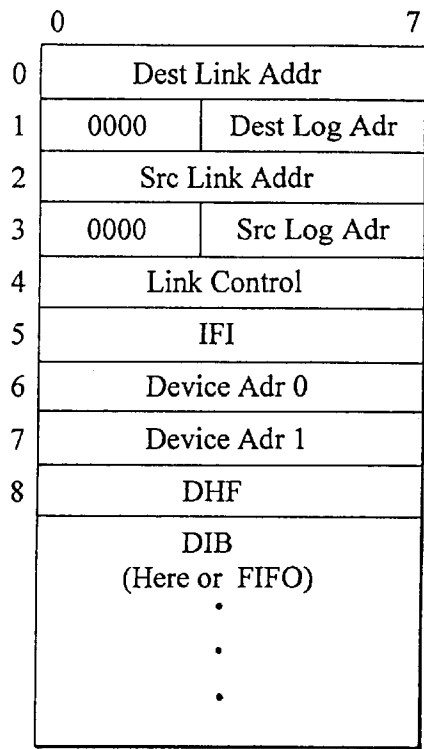 0 7
0 Dest Link Addr
1 0000 Dest Log Adr
2 Src Link Addr
3 0000 Src Log Adr
4 Link Control
5 IFI
6 Device Adr 0
7 Device Adr 1
8 DHF
DIB
(Here or FIFO)